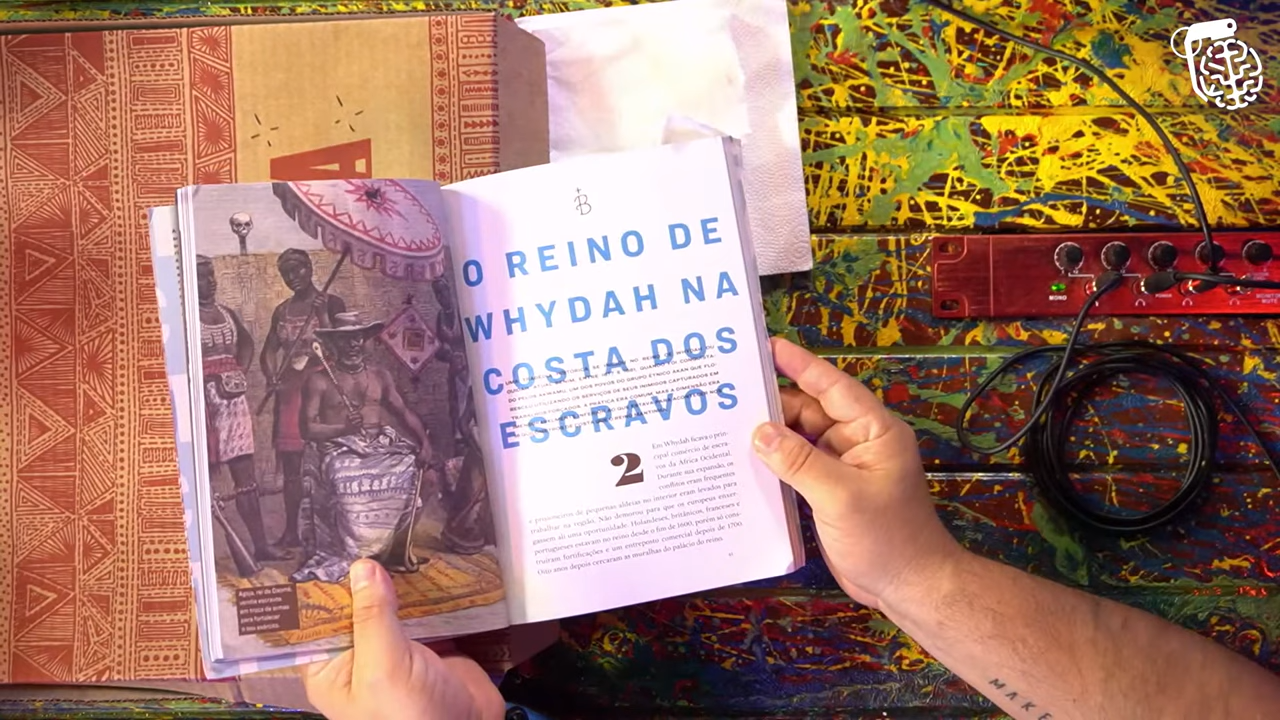 A
B
O REINO DE
WHYDAH NA
COSTA DOS
ESCRAVOS
2
Em Whydah ficava o prin-
cipal comércio de escra-
vos da África Ocidental.
Durante sua expansão, os
conflitos eram frequentes
e prisioneiros de pequenas aldeias no interior eram levados para
trabalhar na região. Não demorou para que os europeus enxer-
gassem ali uma oportunidade. Holandeses, britânicos, franceses e
portugueses estavam no reino desde o fim de 1600, porém só cons-
truíram fortificações e um entreposto comercial depois de 1700.
Oito anos depois cercaram as muralhas do palácio do reino.
rei de Daomé,
vendia escravos
em troca de armas
para fortalecer
o seu exército.
MONO
POWER
MAKE